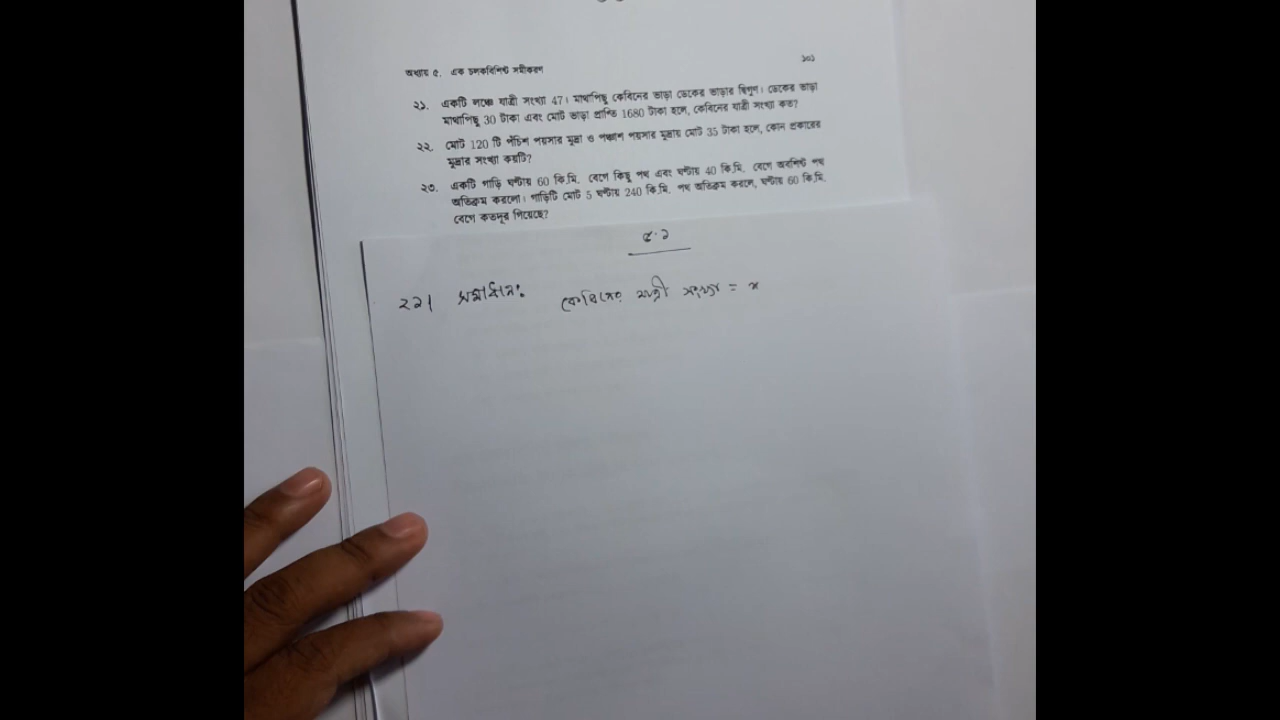 অধ্যায় ৫. এক চলকবিশিষ্ট সমীকরণ ১০১
২১. একটি লঞ্চে যাত্রী সংখ্যা 47। মাথাপিছু কেবিনের ভাড়া ডেকের ভাড়ার দ্বিগুণ। ডেকের ভাড়া
মাথাপিছু 30 টাকা এবং মোট ভাড়া প্রাপ্তি 1680 টাকা হলে, কেবিনের যাত্রী সংখ্যা কত?
২২. মোট 120 টি পঁচিশ পয়সার মুদ্রা ও পঞ্চাশ পয়সার মুদ্রায় মোট 35 টাকা হলে, কোন প্রকারের
মুদ্রার সংখ্যা কয়টি?
২৩. একটি গাড়ি ঘণ্টায় 60 কি.মি. বেগে কিছু পথ এবং ঘণ্টায় 40 কি.মি. বেগে অবশিষ্ট পথ
অতিক্রম করলো। গাড়িটি মোট 5 ঘণ্টায় 240 কি.মি. পথ অতিক্রম করলে, ঘণ্টায় 60 কি.মি.
বেগে কতদূর গিয়েছে?
৫.১
২১। সমাধান: কেবিনের যাত্রী সংখ্যা = x